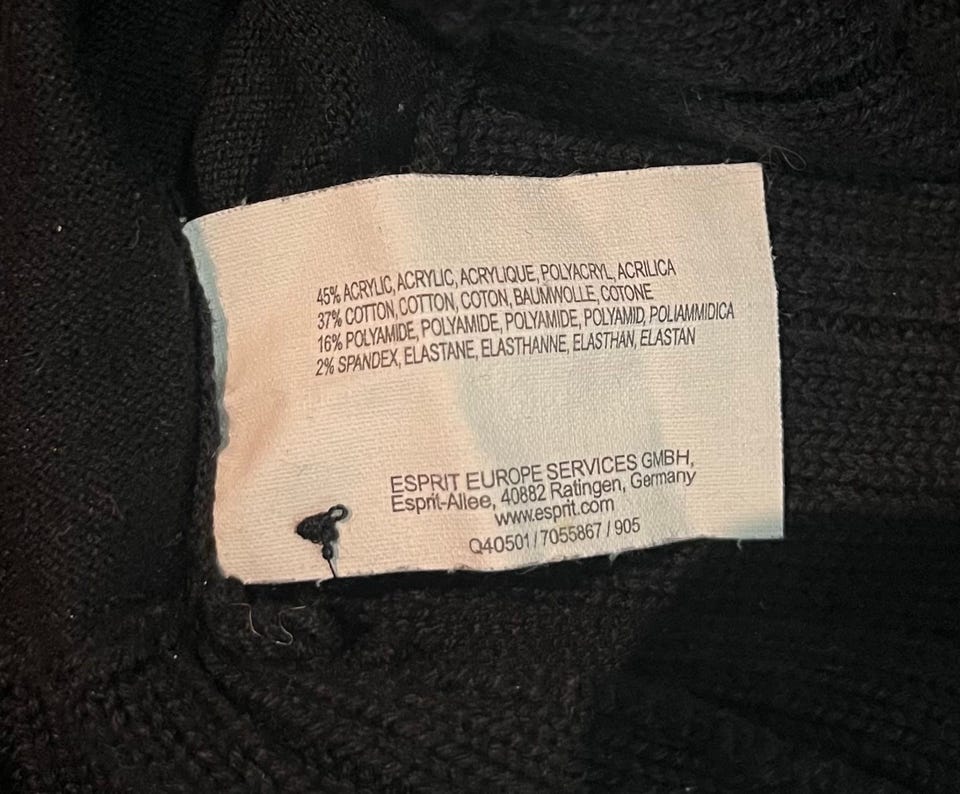 45% ACRYLIC, ACRYLIC, ACRYLIQUE, POLYACRYL, ACRILICA
37% COTTON, COTTON, COTON, BAUMWOLLE, COTONE
16% POLYAMIDE, POLYAMIDE, POLYAMIDE, POLYAMID, POLIAMMIDICA
2% SPANDEX, ELASTANE, ELASTHANNE, ELASTHAN, ELASTAN
ESPRIT EUROPE SERVICES GMBH,
Esprit-Allee, 40882 Ratingen, Germany
www.esprit.com
Q40501 / 7055867 / 905